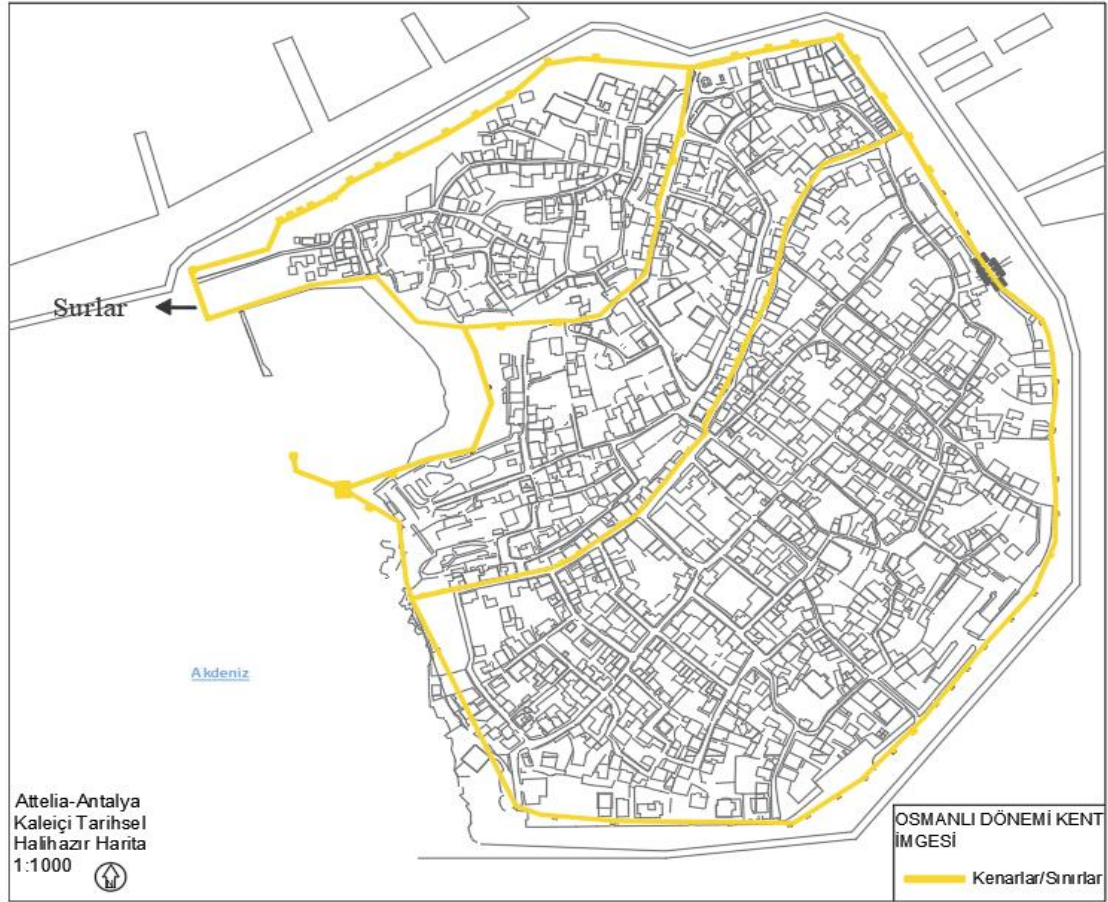 Surlar
Akdeniz
Attelia-Antalya
Kaleiçi Tarihsel
Halihazır Harita
1:1000
N
OSMANLI DÖNEMİ KENT
İMGESİ
Kenarlar/Sınırlar